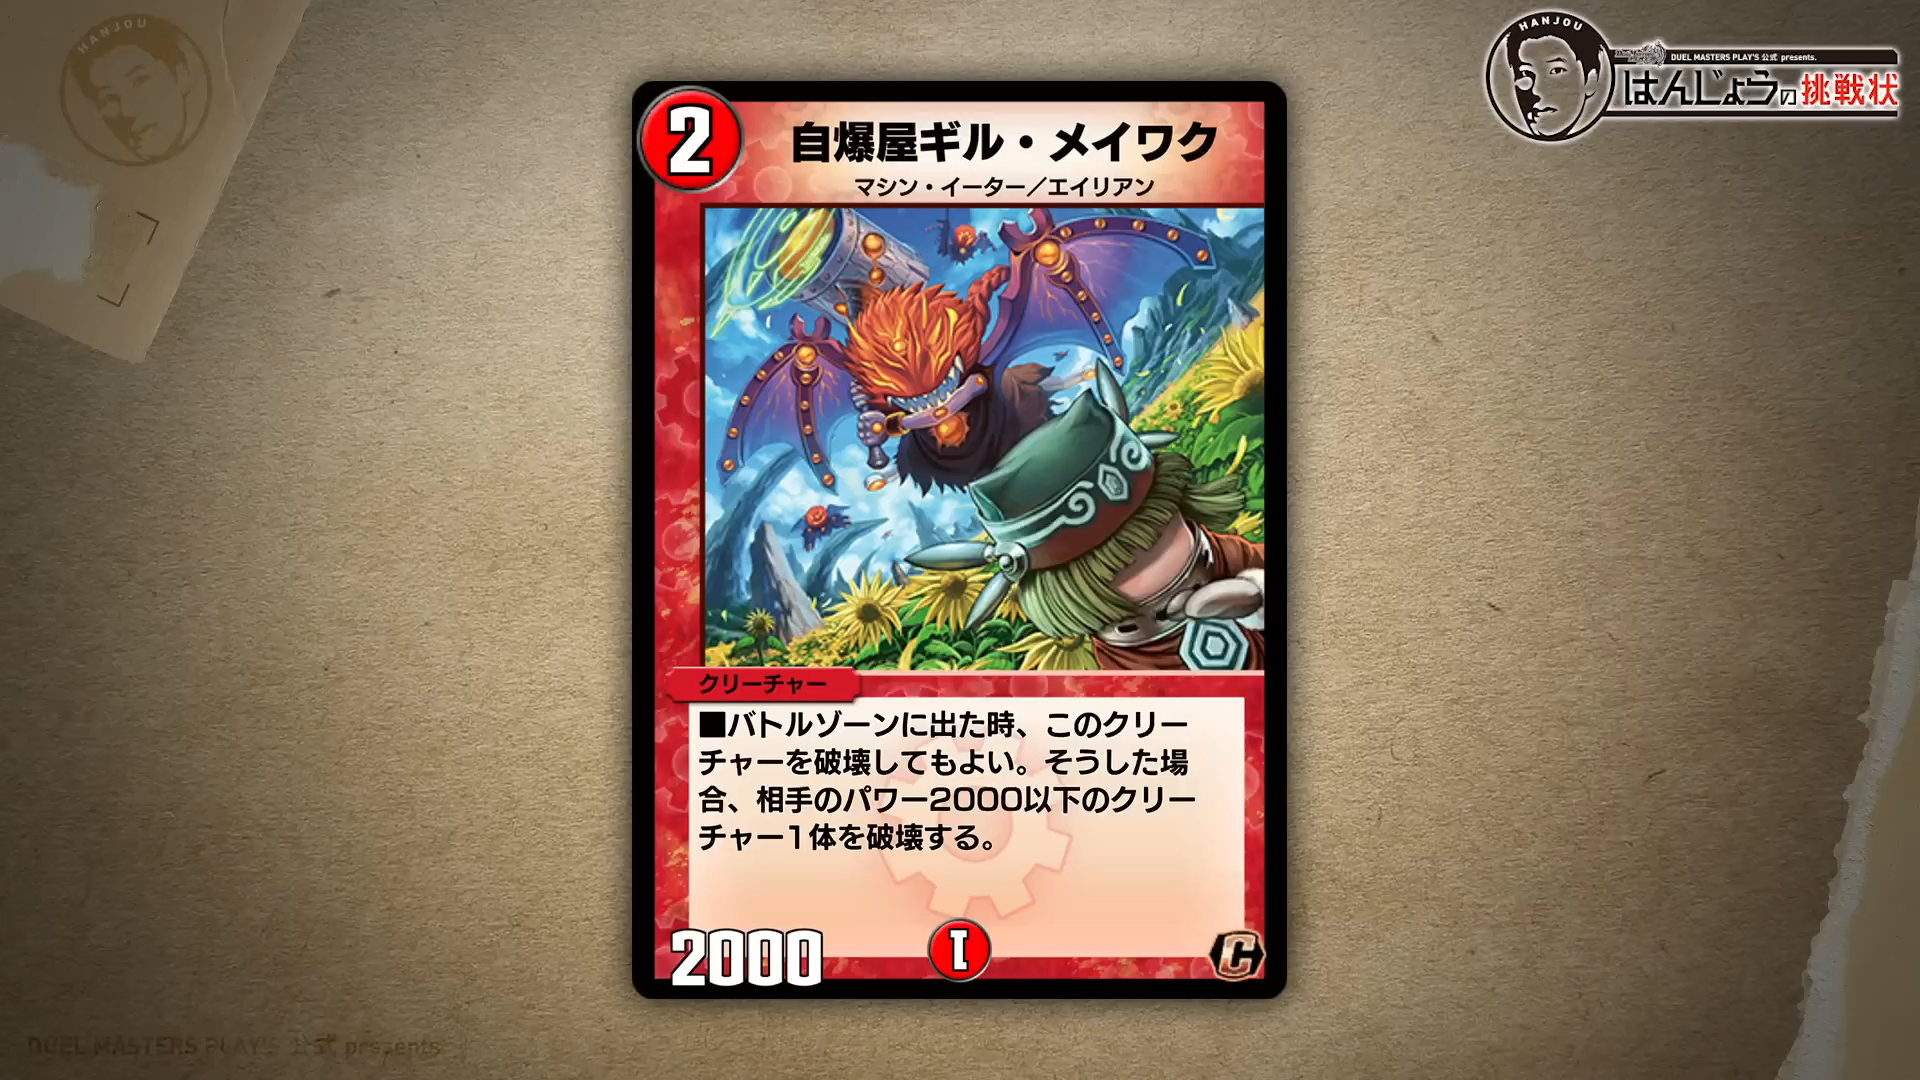 HANJOU
HANJOU
DUEL MASTERS PLAY'S 公式 presents.
はんじょうの挑戦状
2
自爆屋ギル・メイワク
マシン・イーター／エイリアン
クリーチャー
■バトルゾーンに出た時、このクリー
チャーを破壊してもよい。そうした場
合、相手のパワー2000以下のクリー
チャー1体を破壊する。
2000
1
C
DUEL MASTERS PLAY'S 公式 presents